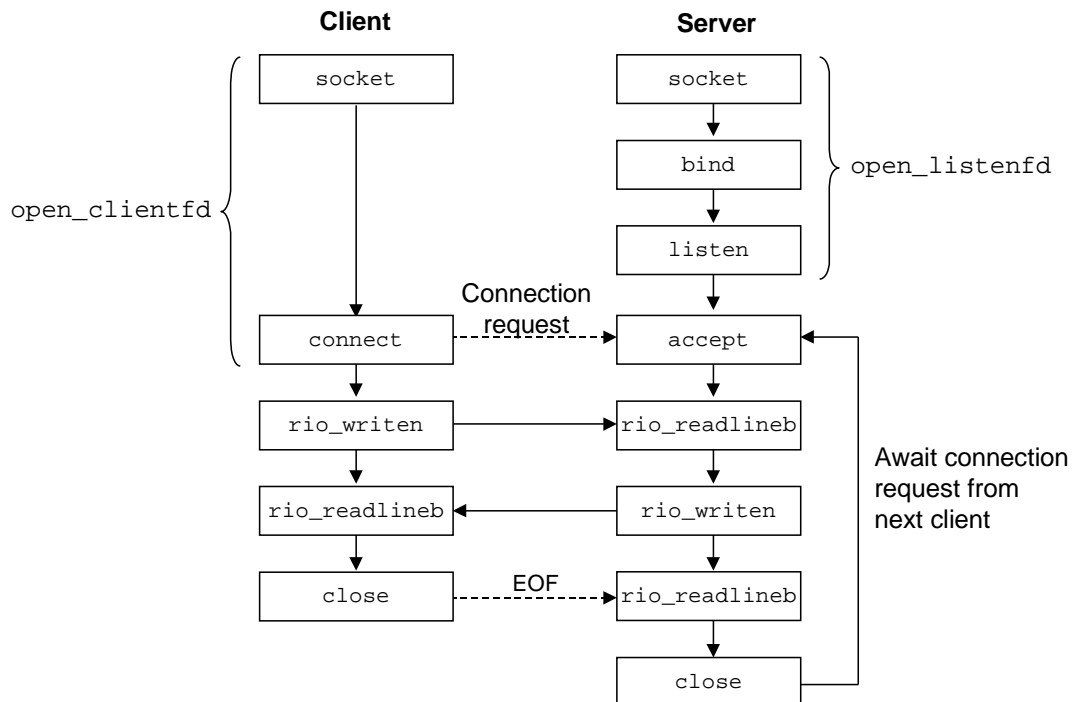 Client
Server
socket
socket
bind
open_listenfd
open_clientfd
listen
Connection
request
connect
accept
rio_writen
rio_readlineb
Await connection
request from
next client
rio_readlineb
rio_writen
close
EOF
rio_readlineb
close